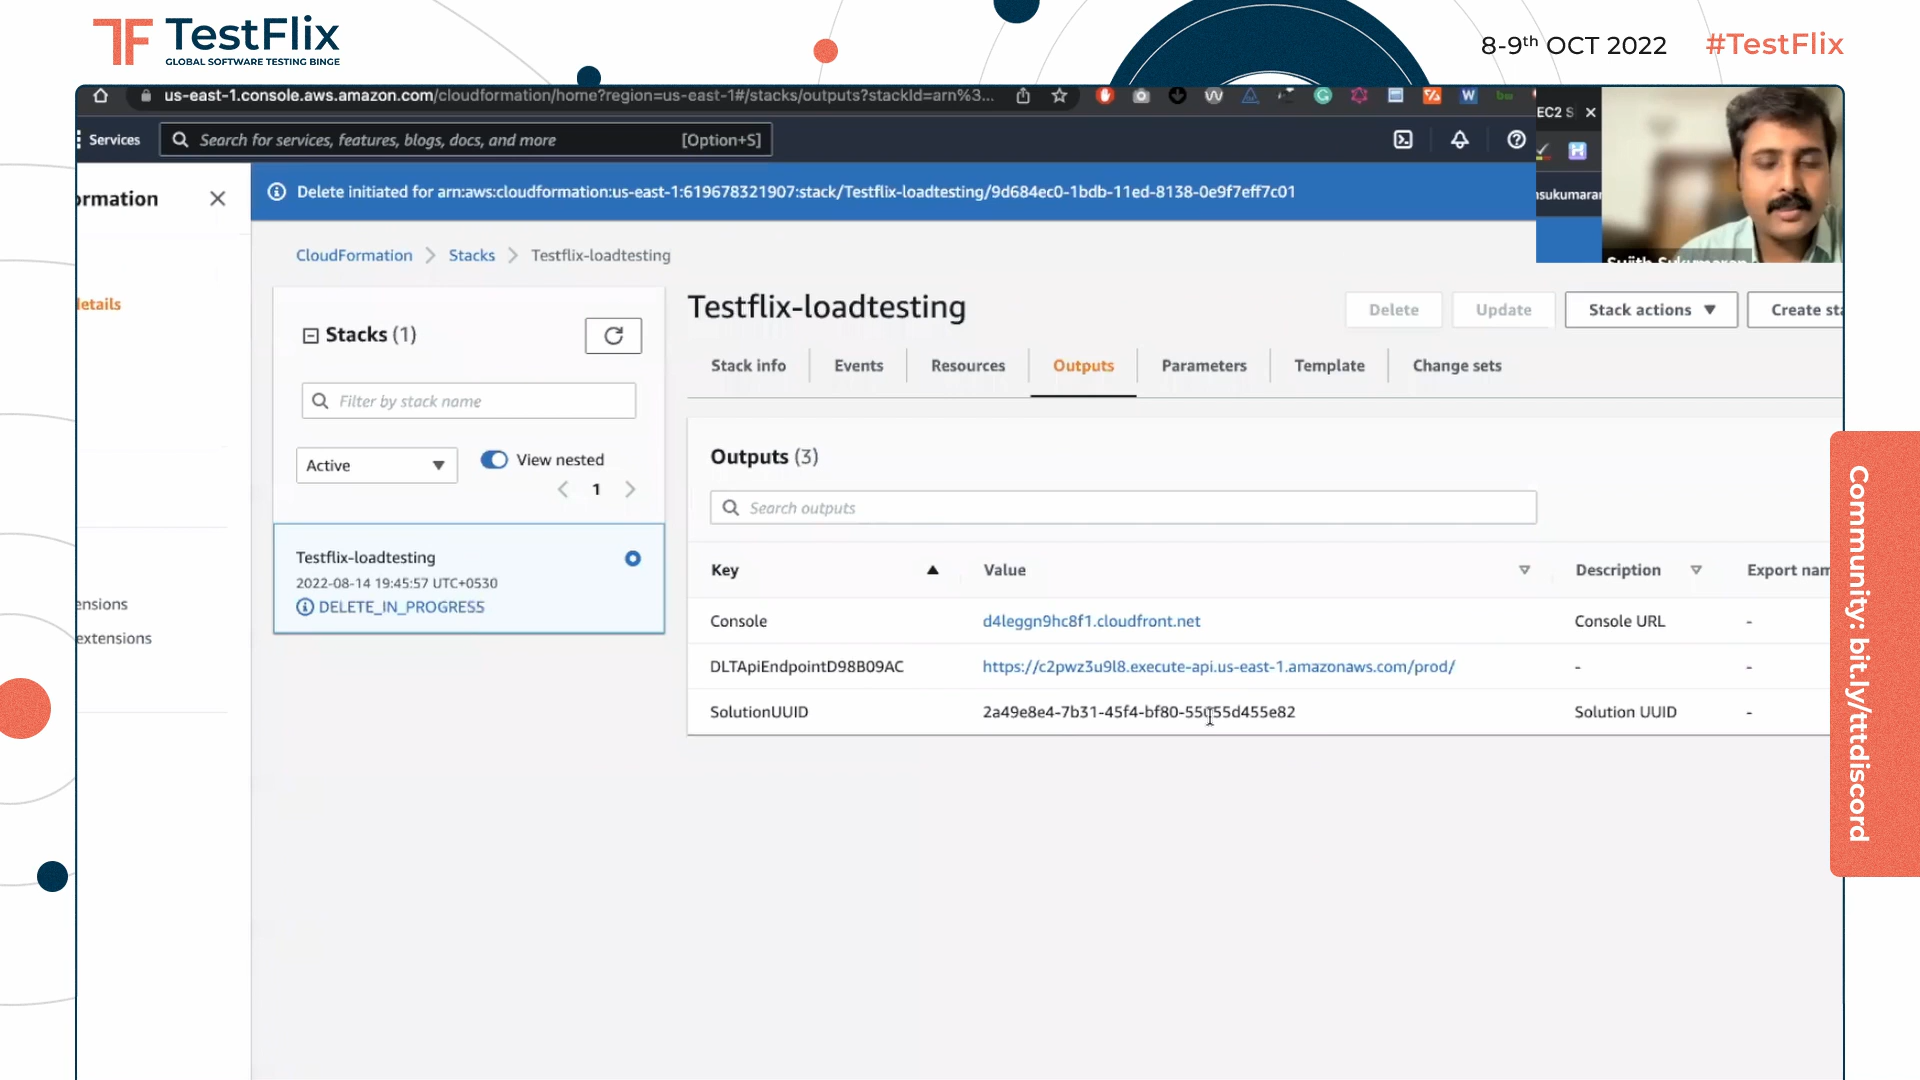 TestFlix
GLOBAL SOFTWARE TESTING BINGE
8-9th OCT 2022
#TestFlix
us-east-1.console.aws.amazon.com/cloudformation/home?region=us-east-1#/stacks/outputs?stackId=arn%3...
EC2 S
Services
Search for services, features, blogs, docs, and more
[Option+S]
nsukumaran
ormation
Delete initiated for arn:aws:cloudformation:us-east-1:619678321907:stack/Testflix-loadtesting/9d684ec0-1bdb-11ed-8138-0e9f7eff7c01
CloudFormation
Stacks
Testflix-loadtesting
details
Stacks (1)
Filter by stack name
Active
View nested
1
Testflix-loadtesting
2022-08-14 19:45:57 UTC+0530
DELETE_IN_PROGRESS
ensions
extensions
Testflix-loadtesting
Delete
Update
Stack actions
Create sta
Stack info
Events
Resources
Outputs
Parameters
Template
Change sets
Outputs (3)
Search outputs
Key
Value
Description
Export nam
Console
d4leggn9hc8f1.cloudfront.net
Console URL
-
DLTApiEndpointD98B09AC
https://c2pwz3u9l8.execute-api.us-east-1.amazonaws.com/prod/
-
-
SolutionUUID
Solution UUID
-
Community: bit.ly/tttdiscord